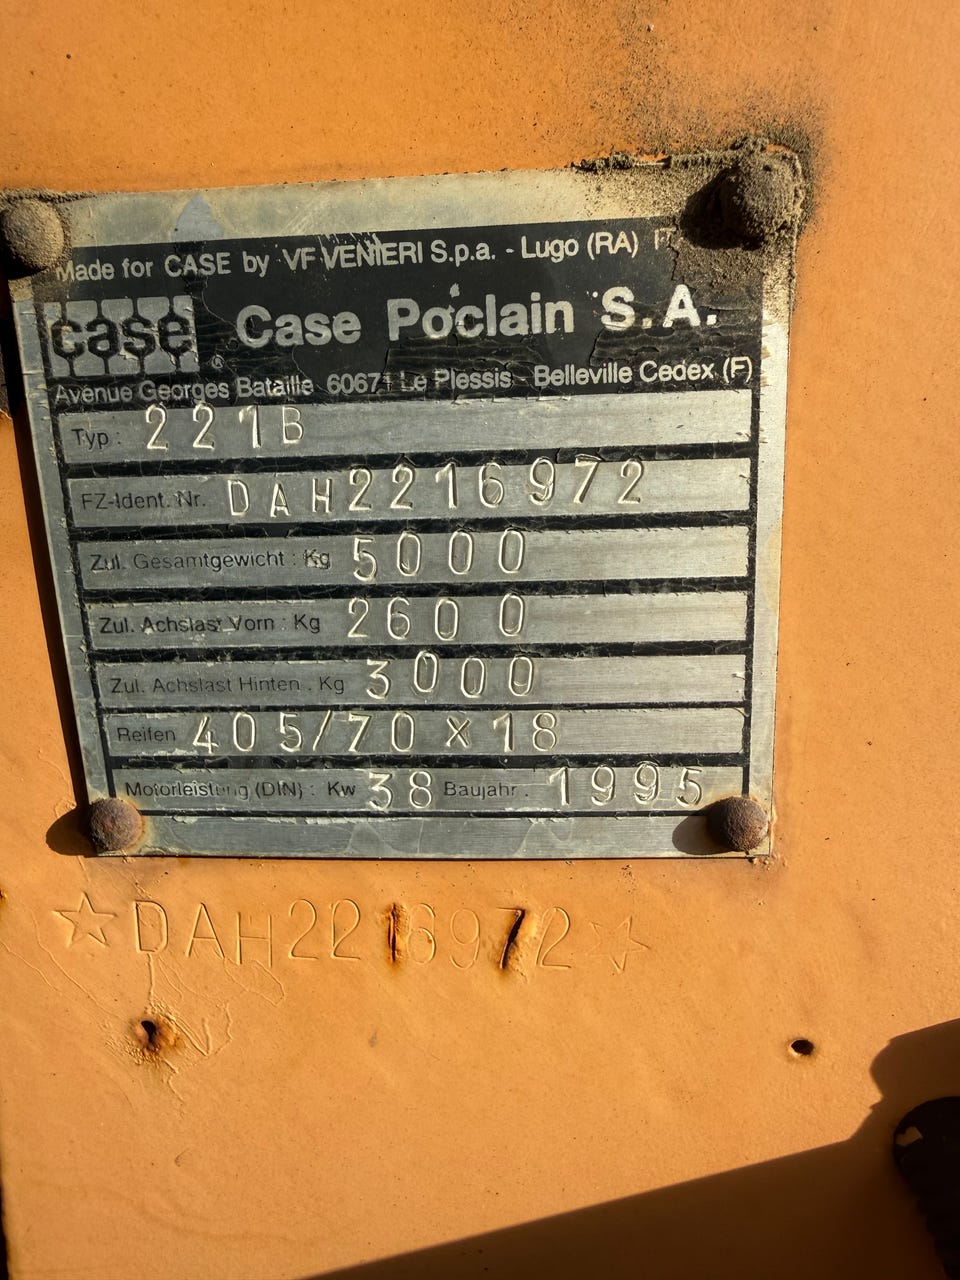 Made for CASE by VF VENIERI S.p.a. - Lugo (RA)
case ® Case Poclain S.A.
Avenue Georges Bataille 60671 Le Plessis - Belleville Cedex (F)
Typ : 221B
FZ-Ident. Nr. DAH2216972
Zul. Gesamtgewicht : Kg 5000
Zul. Achslast Vorn : Kg 2600
Zul. Achslast Hinten . Kg 3000
Reifen 405/70 x 18
Motorleistung (DIN) : Kw 38 Baujahr . 1995
☆DAH2216972☆